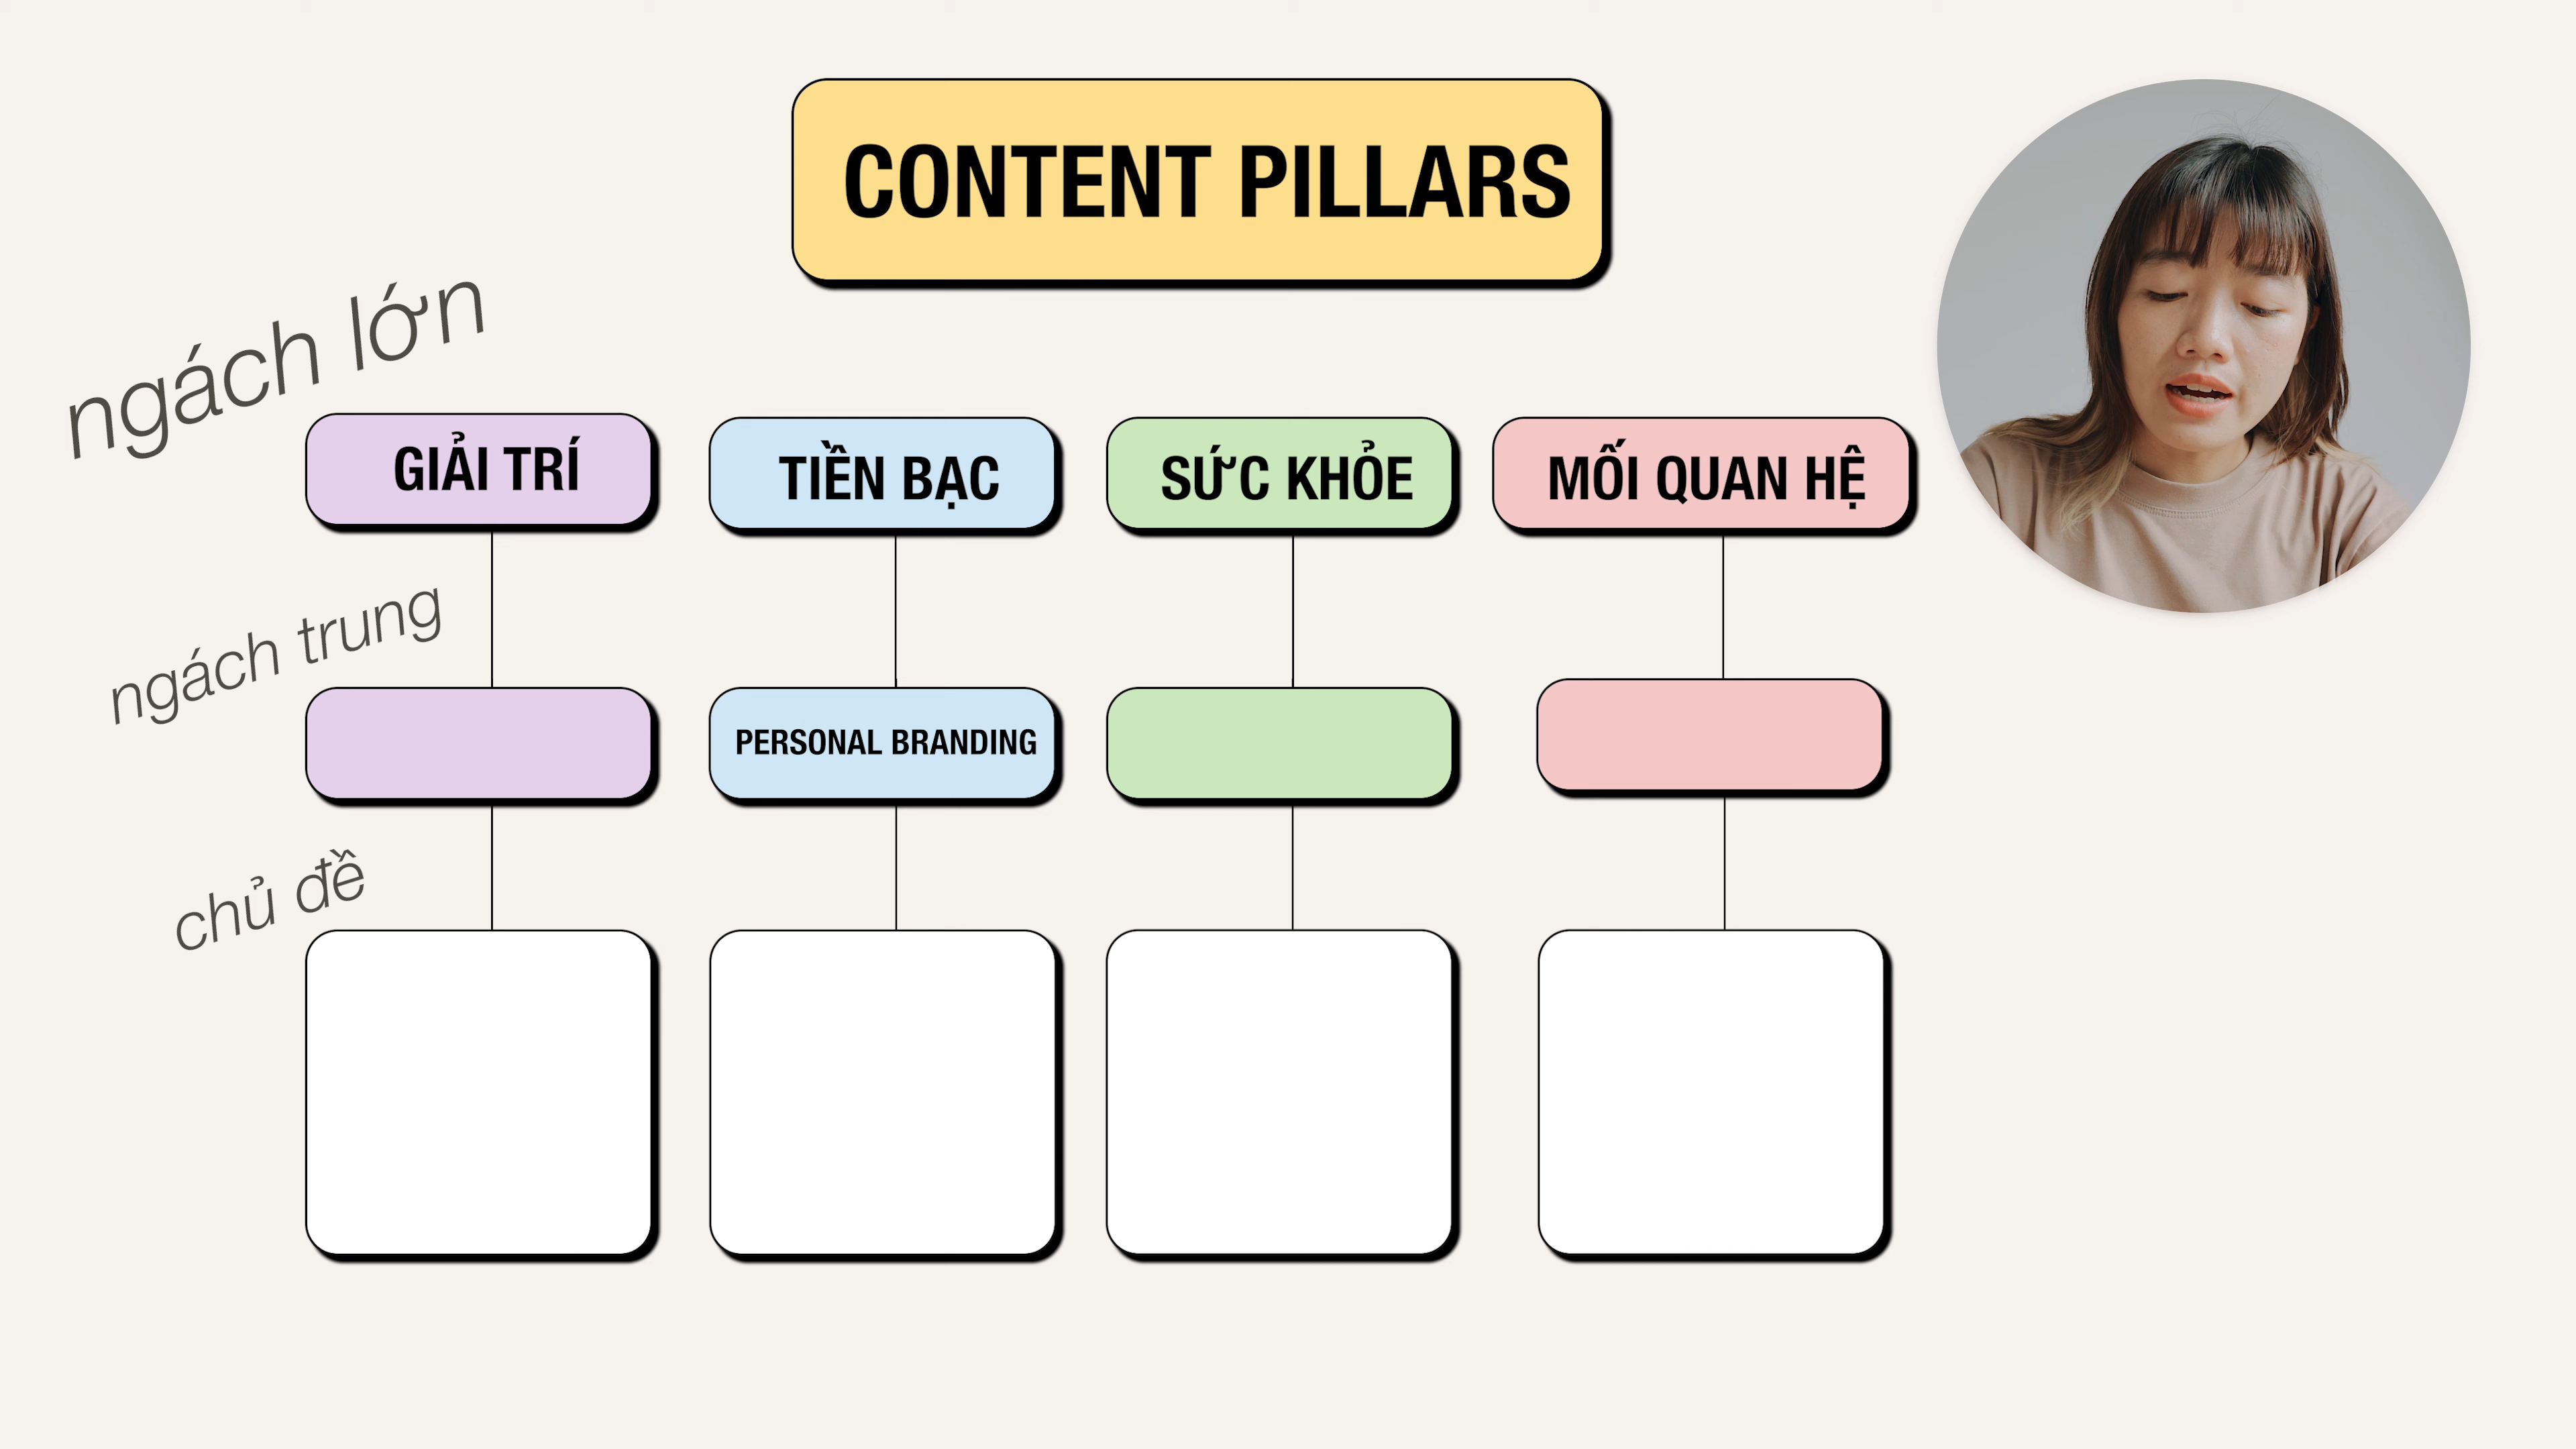 CONTENT PILLARS
ngách lớn
GIẢI TRÍ
TIỀN BẠC
SỨC KHỎE
MỐI QUAN HỆ
ngách trung
PERSONAL BRANDING
chủ đề